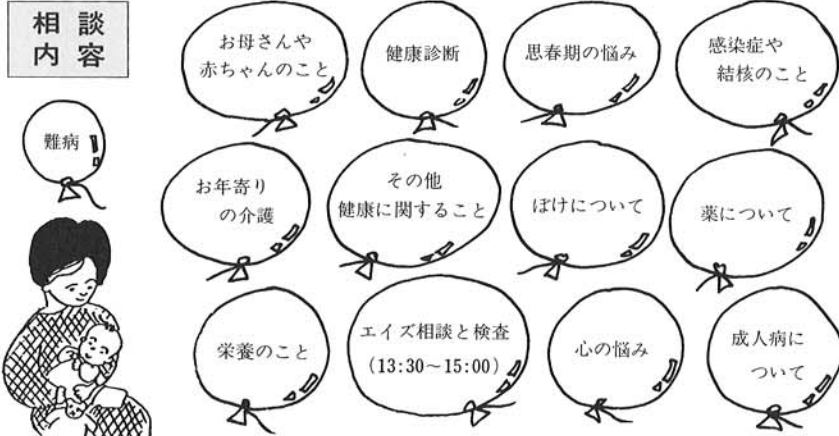 相談
内容
お母さんや
赤ちゃんのこと
健康診断
思春期の悩み
感染症や
結核のこと
難病
お年寄り
の介護
その他
健康に関すること
ぼけについて
薬について
栄養のこと
エイズ相談と検査
(13:30～15:00)
心の悩み
成人病に
ついて